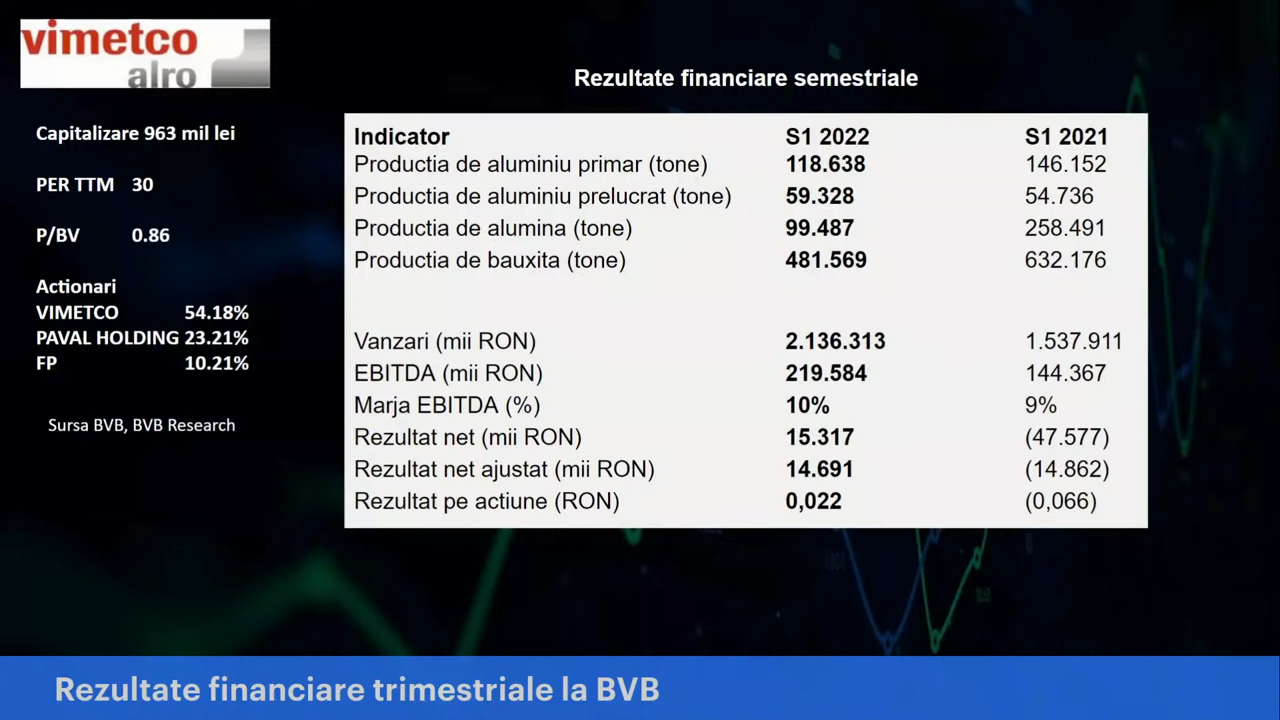 vimetco
alro
Capitalizare 963 mil lei
PER TTM 30
P/BV 0.86
Actionari
VIMETCO 54.18%
PAVAL HOLDING 23.21%
FP 10.21%
Sursa BVB, BVB Research
Rezultate financiare semestriale
Indicator S1 2022 S1 2021
Productia de aluminiu primar (tone) 118.638 146.152
Productia de aluminiu prelucrat (tone) 59.328 54.736
Productia de alumina (tone) 99.487 258.491
Productia de bauxita (tone) 481.569 632.176
Vanzari (mii RON) 2.136.313 1.537.911
EBITDA (mii RON) 219.584 144.367
Marja EBITDA (%) 10% 9%
Rezultat net (mii RON) 15.317 (47.577)
Rezultat net ajustat (mii RON) 14.691 (14.862)
Rezultat pe actiune (RON) 0,022 (0,066)
Rezultate financiare trimestriale la BVB